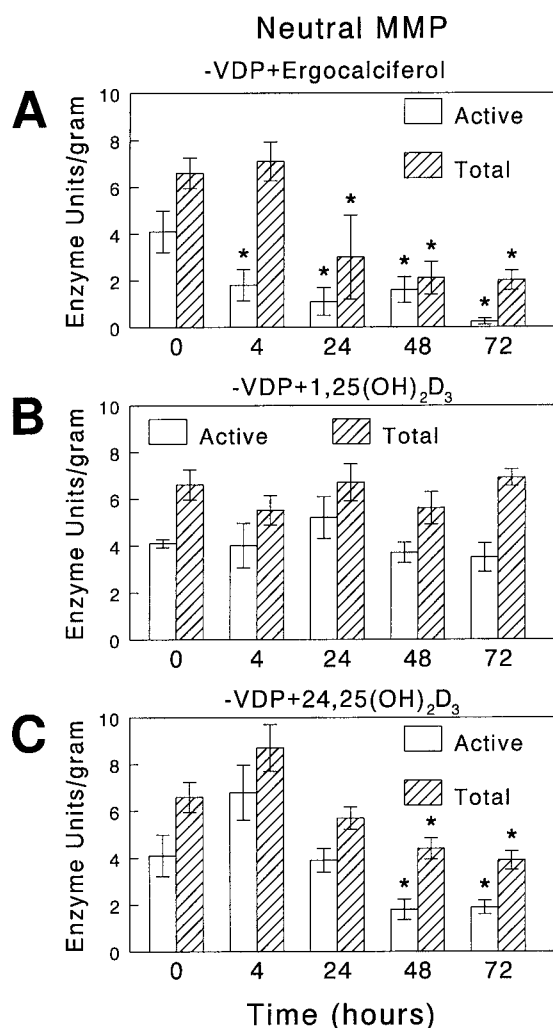 Neutral MMP
-VDP+Ergocalciferol
A
Enzyme Units/gram
10
8
6
4
2
0
Active
Total
* * * * * * *
0 4 24 48 72
-VDP+1,25(OH)₂D₃
B
Enzyme Units/gram
10
8
6
4
2
0
Active Total
0 4 24 48 72
-VDP+24,25(OH)₂D₃
C
Enzyme Units/gram
10
8
6
4
2
0
Active
Total
* * * *
0 4 24 48 72
Time (hours)